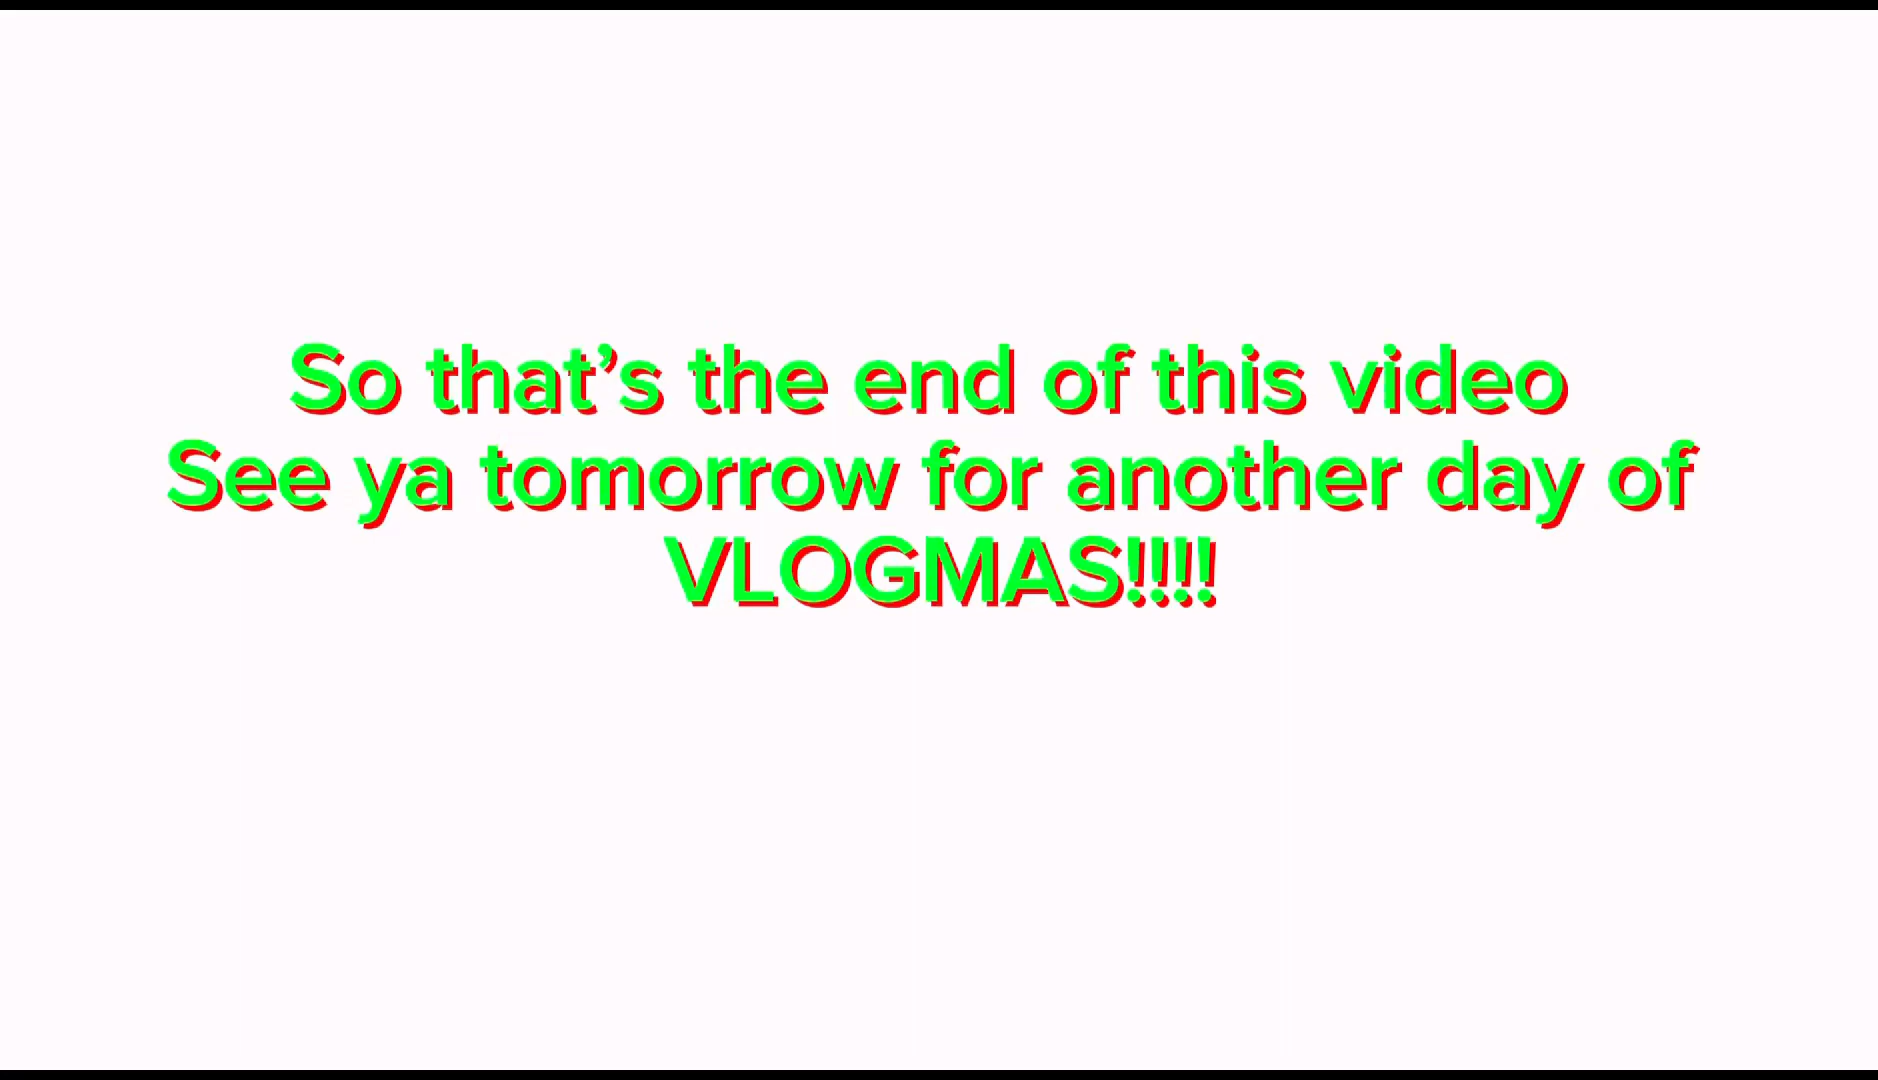 So that’s the end of this video
See ya tomorrow for another day of
VLOGMAS!!!!